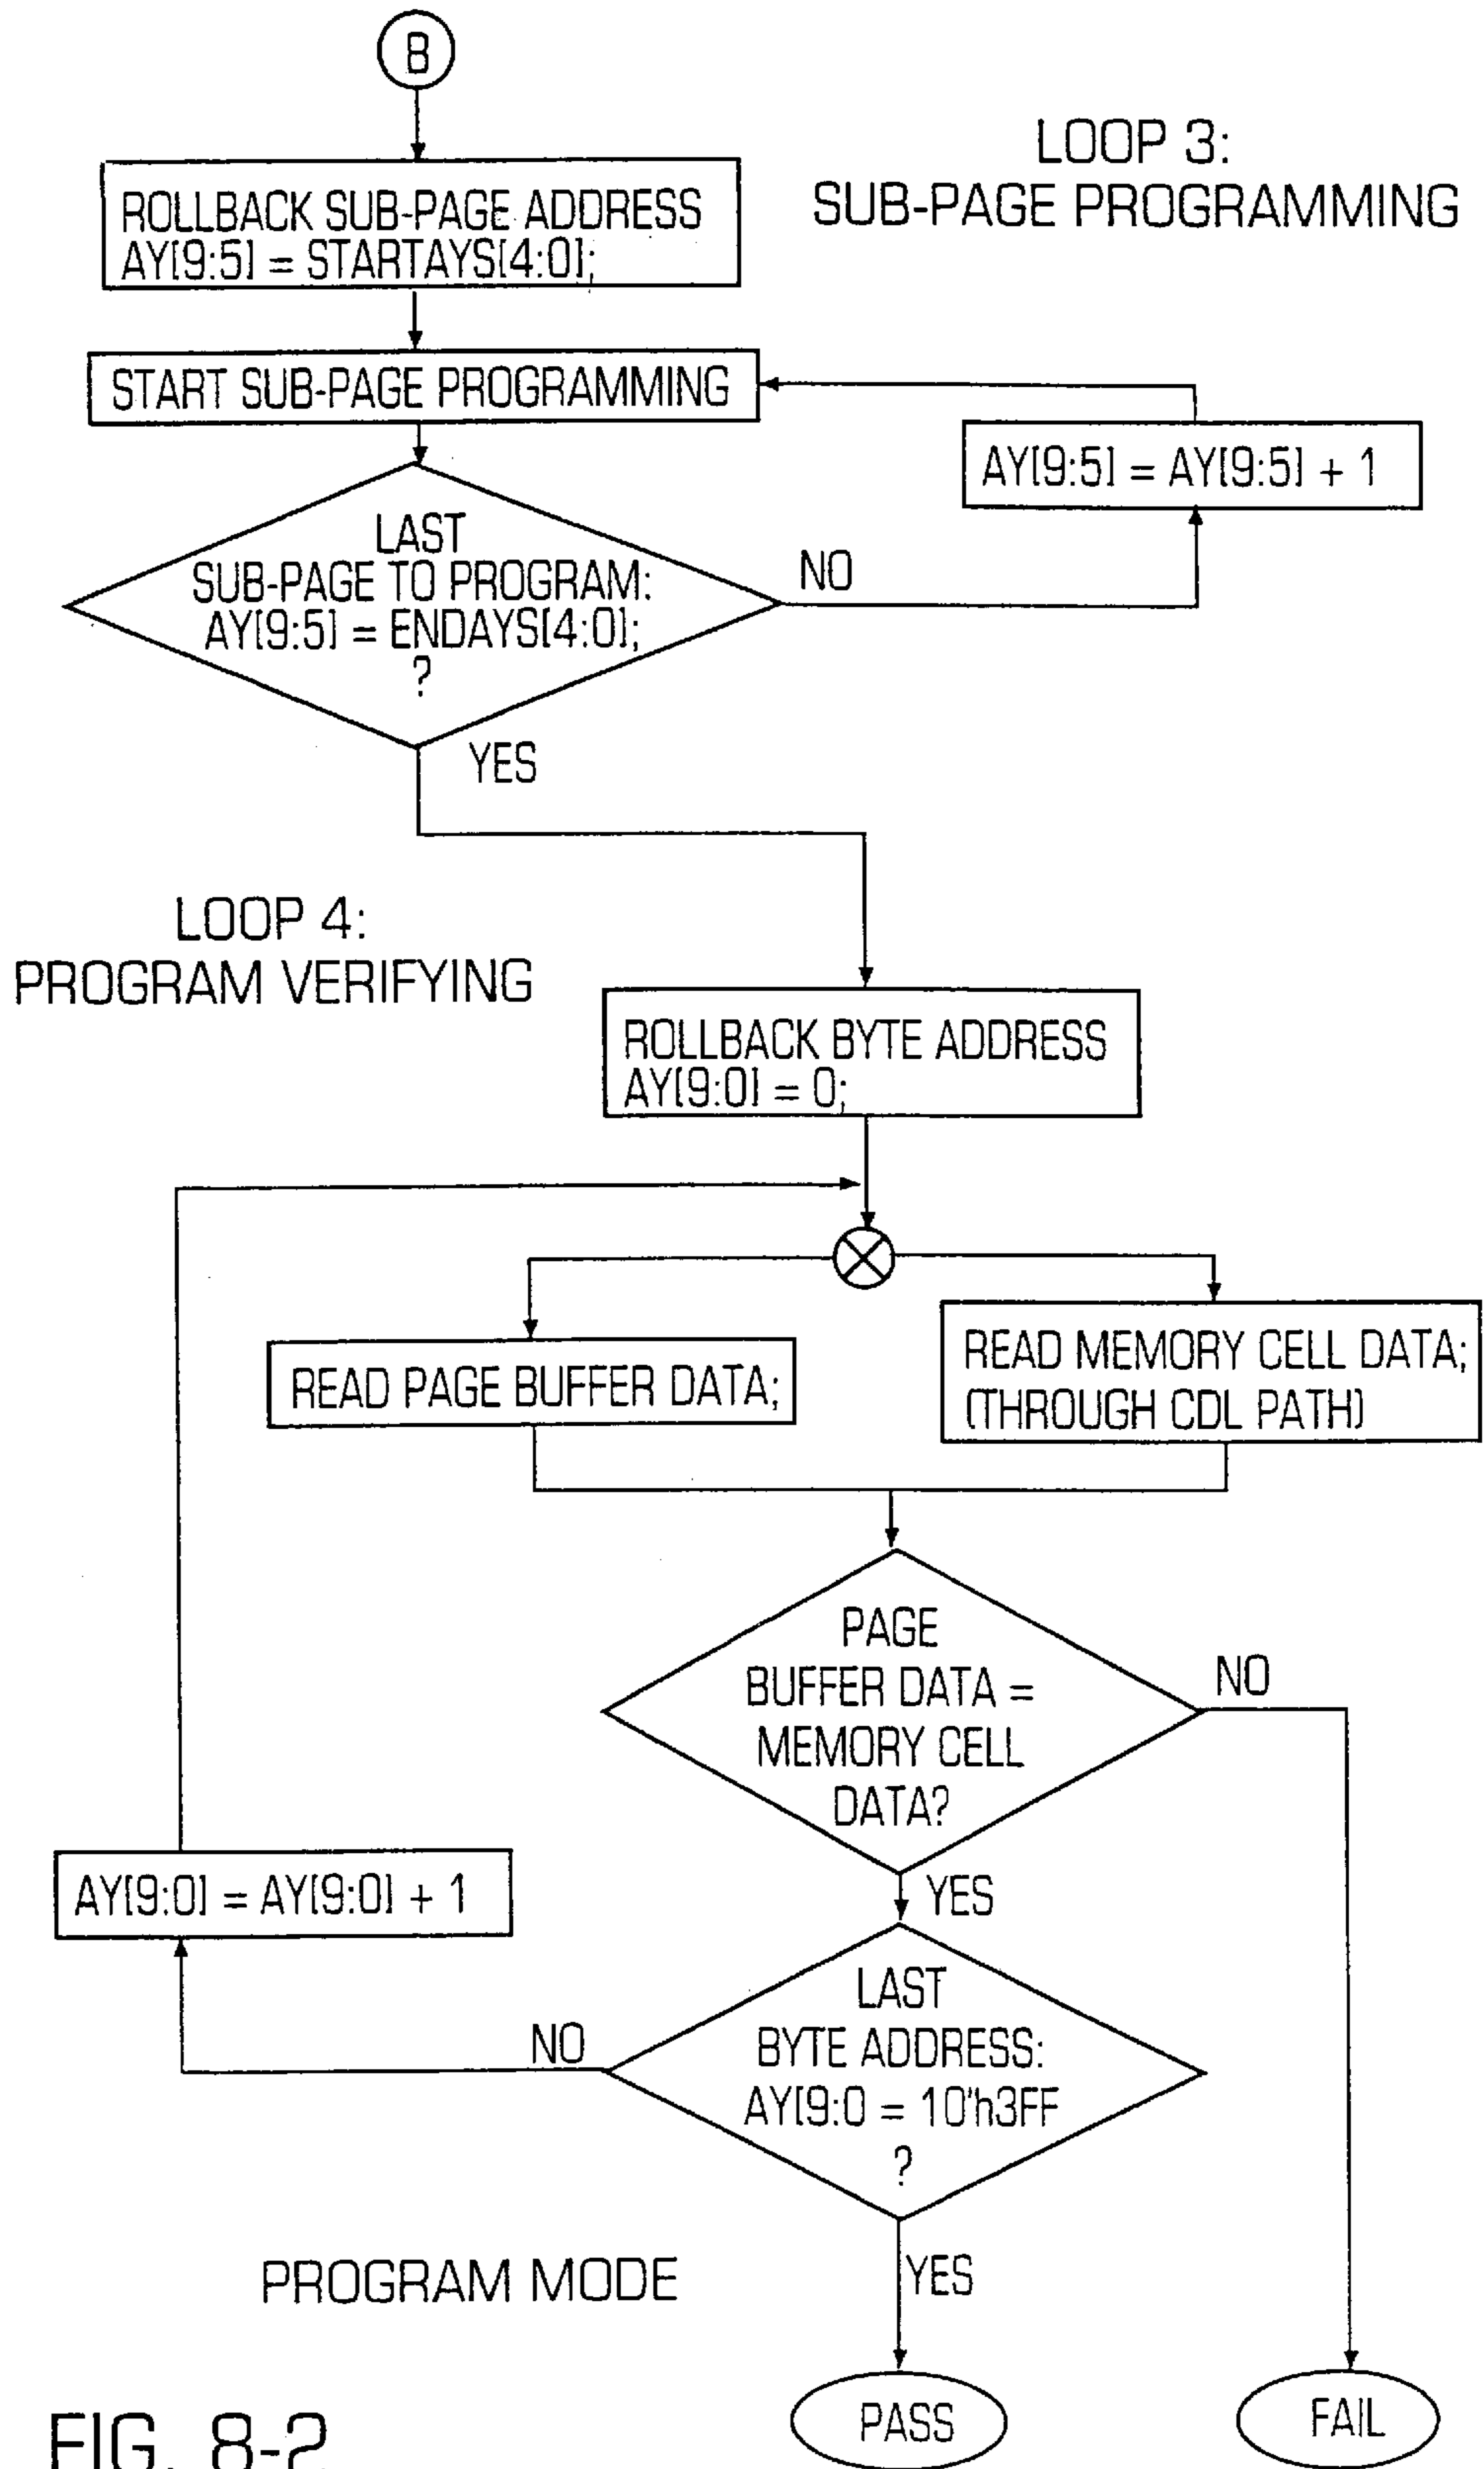 8
LOOP 3:
SUB-PAGE PROGRAMMING
ROLLBACK SUB-PAGE ADDRESS
AY[9:5] = STARTAYS[4:0];
START SUB-PAGE PROGRAMMING
AY[9:5] = AY[9:5] + 1
LAST
SUB-PAGE TO PROGRAM:
AY[9:5] = ENDAYS[4:0];
?
NO
YES
LOOP 4:
PROGRAM VERIFYING
ROLLBACK BYTE ADDRESS
AY[9:0] = 0;
READ PAGE BUFFER DATA;
READ MEMORY CELL DATA;
(THROUGH CDL PATH)
PAGE
BUFFER DATA =
MEMORY CELL
DATA?
NO
YES
AY[9:0] = AY[9:0] + 1
LAST
BYTE ADDRESS:
AY[9:0 = 10'h3FF
?
NO
YES
PROGRAM MODE
PASS
FAIL
FIG. 8-2